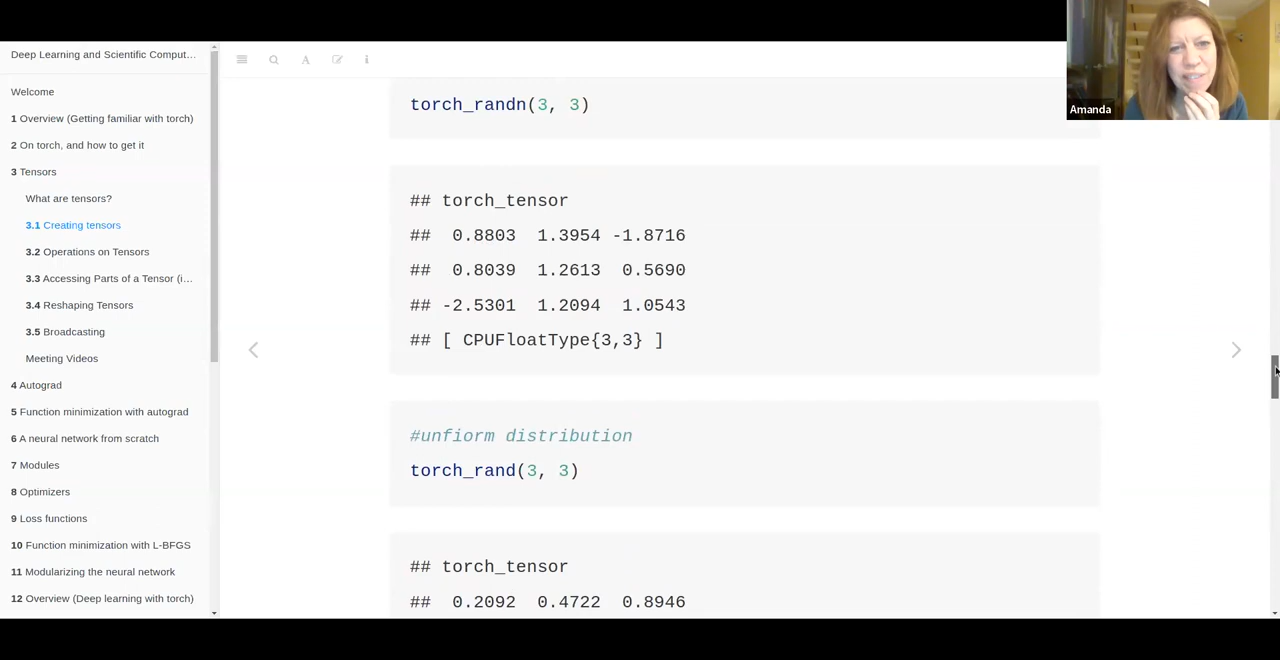 Deep Learning and Scientific Comput...
Welcome
1 Overview (Getting familiar with torch)
2 On torch, and how to get it
3 Tensors
What are tensors?
3.1 Creating tensors
3.2 Operations on Tensors
3.3 Accessing Parts of a Tensor (i...
3.4 Reshaping Tensors
3.5 Broadcasting
Meeting Videos
4 Autograd
5 Function minimization with autograd
6 A neural network from scratch
7 Modules
8 Optimizers
9 Loss functions
10 Function minimization with L-BFGS
11 Modularizing the neural network
12 Overview (Deep learning with torch)
A
i
torch_randn(3, 3)
## torch_tensor
##  0.8803  1.3954 -1.8716
##  0.8039  1.2613  0.5690
## -2.5301  1.2094  1.0543
## [ CPUFloatType{3,3} ]
#unfiorm distribution
torch_rand(3, 3)
## torch_tensor
##  0.2092  0.4722  0.8946
Amanda